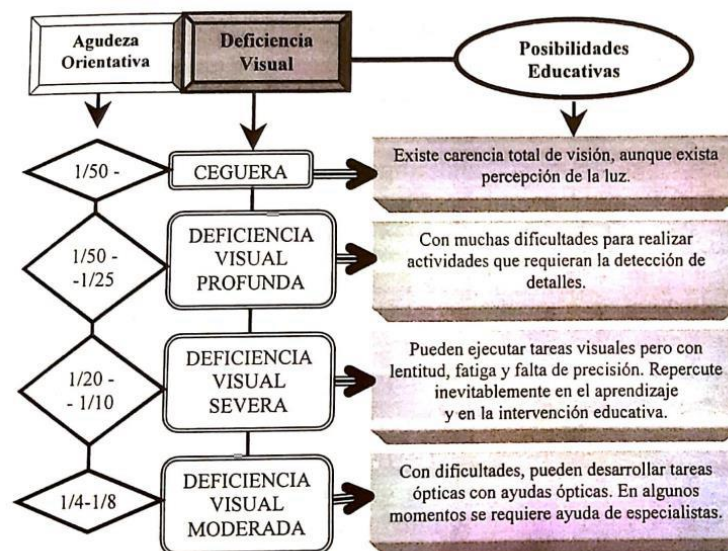 Agudeza
Orientativa
Deficiencia
Visual
Posibilidades
Educativas
1/50 -
CEGUERA
Existe carencia total de visión, aunque exista
percepción de la luz.
1/50 -
-1/25
DEFICIENCIA
VISUAL
PROFUNDA
Con muchas dificultades para realizar
actividades que requieran la detección de
detalles.
1/20 -
- 1/10
DEFICIENCIA
VISUAL
SEVERA
Pueden ejecutar tareas visuales pero con
lentitud, fatiga y falta de precisión. Repercute
inevitablemente en el aprendizaje
y en la intervención educativa.
1/4-1/8
DEFICIENCIA
VISUAL
MODERADA
Con dificultades, pueden desarrollar tareas
ópticas con ayudas ópticas. En algunos
momentos se requiere ayuda de especialistas.